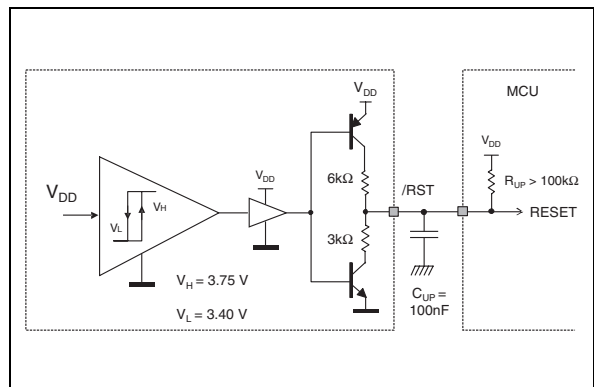 VDD
MCU
VDD
VDD
6kΩ
/RST
RUP > 100kΩ
VDD
VH
VL
RESET
3kΩ
VH = 3.75 V
VL = 3.40 V
CUP =
100nF